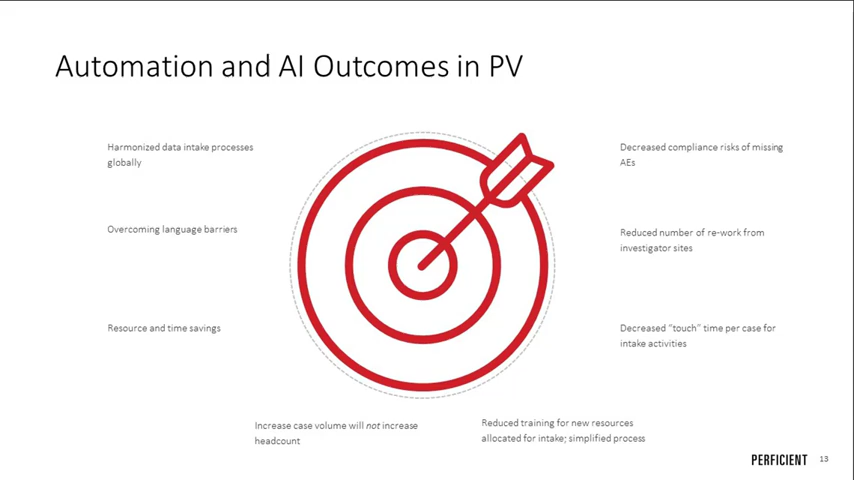 Automation and AI Outcomes in PV
Harmonized data intake processes
globally
Overcoming language barriers
Resource and time savings
Decreased compliance risks of missing
AEs
Reduced number of re-work from
investigator sites
Decreased “touch” time per case for
intake activities
Increase case volume will not increase
headcount
Reduced training for new resources
allocated for intake; simplified process
PERFICIENT 13